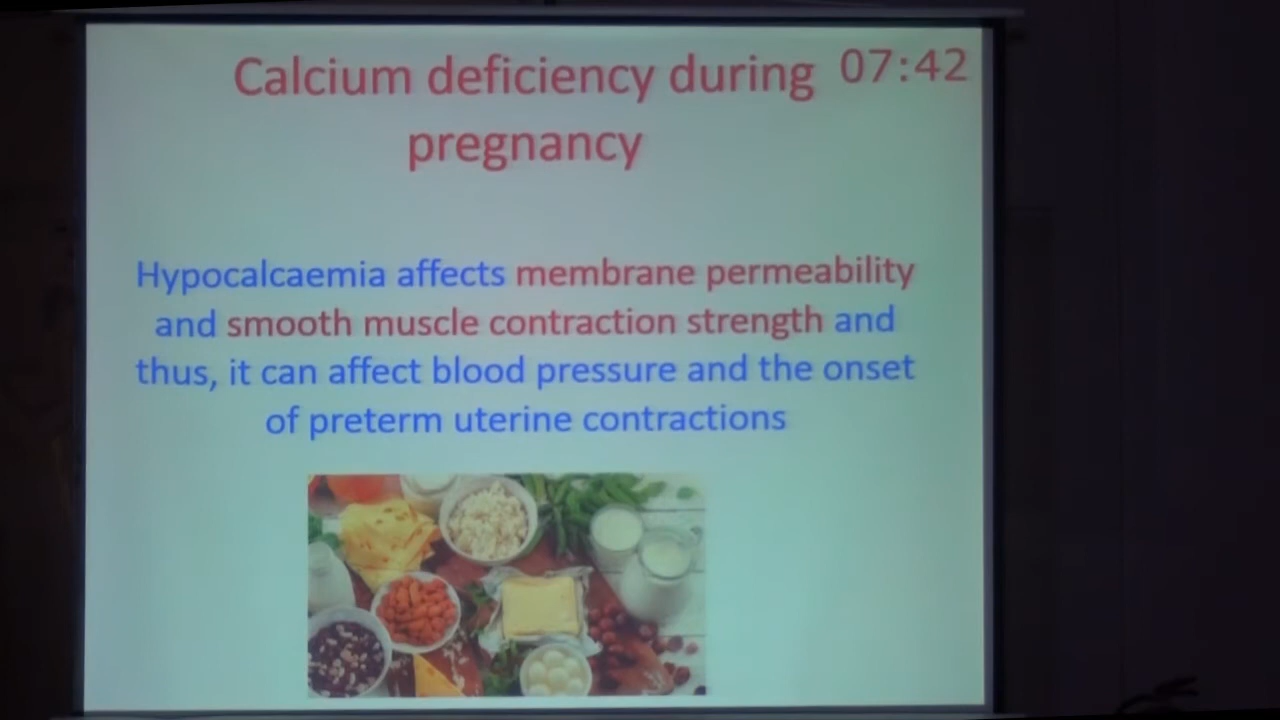 Calcium deficiency during
07:42
pregnancy
Hypocalcaemia affects membrane permeability
and smooth muscle contraction strength and
thus, it can affect blood pressure and the onset
of preterm uterine contractions